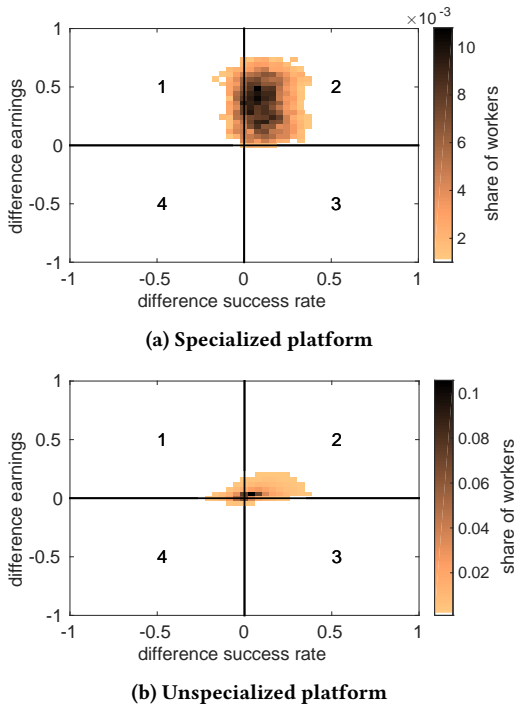 ×10⁻³
1
0.5
0
-0.5
-1
difference earnings
1 2
4 3
-1 -0.5 0 0.5 1
difference success rate
8
6
4
2
share of workers
(a) Specialized platform
1
0.5
0
-0.5
-1
difference earnings
1 2
4 3
-1 -0.5 0 0.5 1
difference success rate
0.1
0.08
0.06
0.04
0.02
share of workers
(b) Unspecialized platform